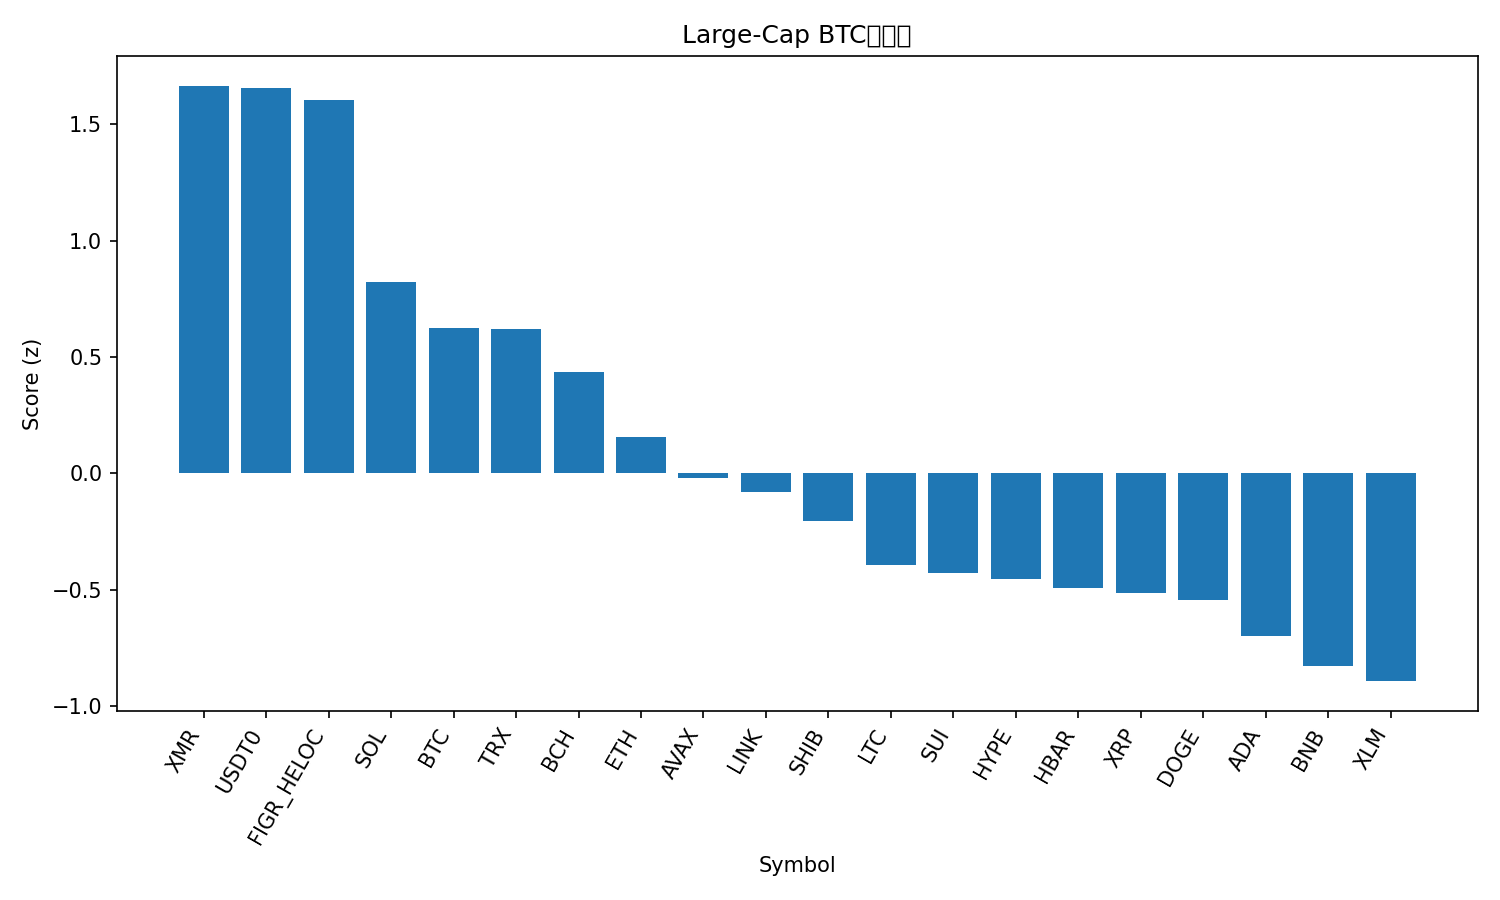 Large-Cap BTC
Score (z)
1.5
1.0
0.5
0.0
−0.5
−1.0
XMR
USDT0
FIGR_HELOC
SOL
BTC
TRX
BCH
ETH
AVAX
LINK
SHIB
LTC
SUI
HYPE
HBAR
XRP
DOGE
ADA
BNB
XLM
Symbol